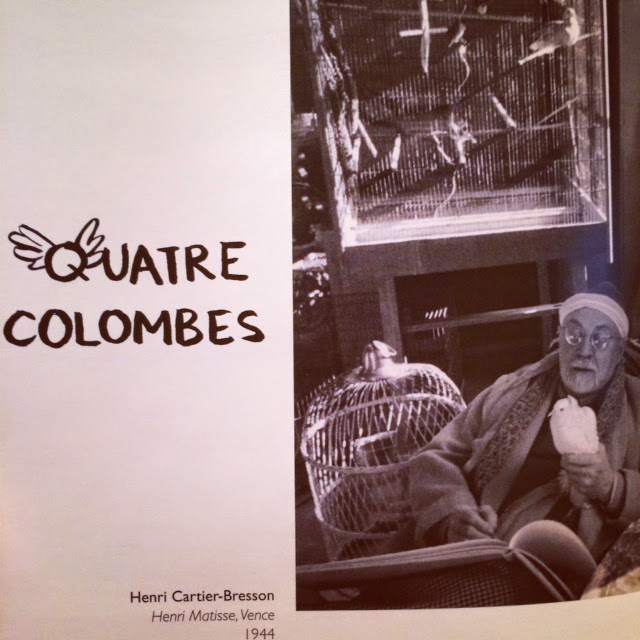 QUATRE
COLOMBES
Henri Cartier-Bresson
Henri Matisse, Vence
1944